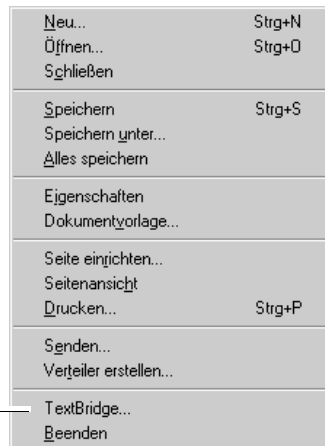 Neu... Strg+N
Öffnen... Strg+O
Schließen
Speichern Strg+S
Speichern unter...
Alles speichern
Eigenschaften
Dokumentvorlage...
Seite einrichten...
Seitenansicht
Drucken... Strg+P
Senden...
Verteiler erstellen...
TextBridge...
Beenden